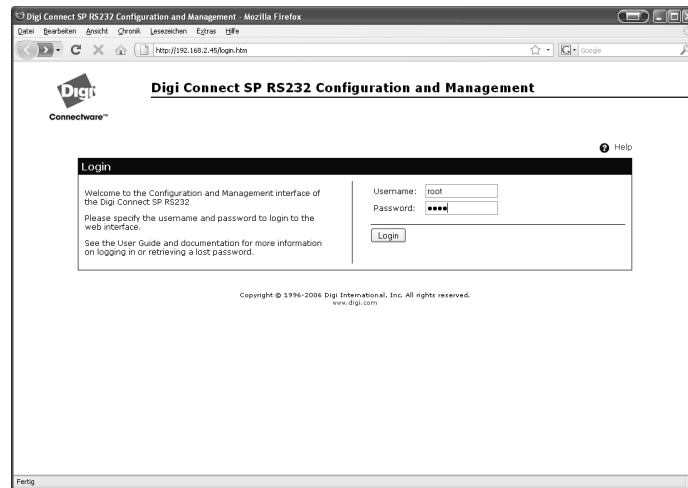 Digi Connect SP RS232 Configuration and Management - Mozilla Firefox
Datei Bearbeiten Ansicht Chronik Lesezeichen Extras Hilfe
http://192.168.2.45/login.htm
G Google
Digi
Connectware™
Digi Connect SP RS232 Configuration and Management
? Help
Login
Welcome to the Configuration and Management interface of
the Digi Connect SP RS232
Please specify the username and password to login to the
web interface.
See the User Guide and documentation for more information
on logging in or retrieving a lost password.
Username: root
Password: ●●●●
Login
Copyright © 1996-2006 Digi International, Inc. All rights reserved.
www.digi.com
Fertig